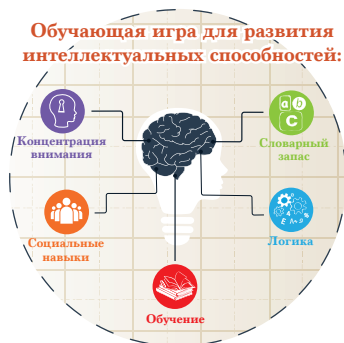 Обучающая игра для развития
интеллектуальных способностей:
Концентрация
внимания
a b
c
Словарный
запас
Социальные
навыки
Логика
Обучение